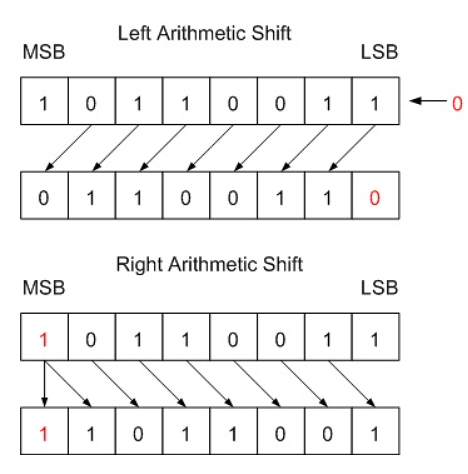 Left Arithmetic Shift
MSB LSB
1 0 1 1 0 0 1 1 0
0 1 1 0 0 1 1 0
Right Arithmetic Shift
MSB LSB
1 0 1 1 0 0 1 1
1 1 0 1 1 0 0 1